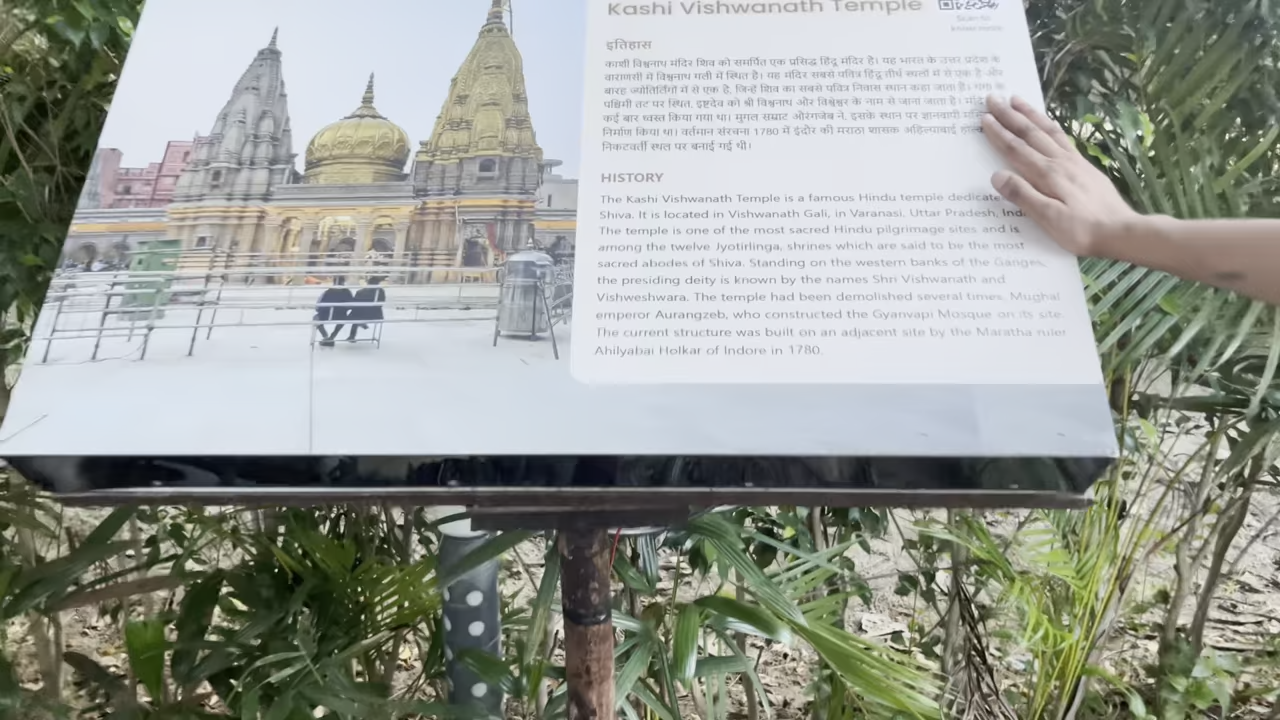 Kashi Vishwanath Temple
Scan to
know more
इतिहास
काशी विश्वनाथ मंदिर शिव को समर्पित एक प्रसिद्ध हिंदू मंदिर है। यह भारत के उत्तर प्रदेश के
वाराणसी में विश्वनाथ गली में स्थित है। यह मंदिर सबसे पवित्र हिंदू तीर्थ स्थलों में से एक है और
बारह ज्योतिर्लिंगों में से एक है, जिन्हें शिव का सबसे पवित्र निवास स्थान कहा जाता है। गंगा के
पश्चिमी तट पर स्थित, इष्टदेव को श्री विश्वनाथ और विश्वेश्वर के नाम से जाना जाता है।
कई बार ध्वस्त किया गया था। मुगल सम्राट औरंगजेब ने, इसके स्थान पर ज्ञानवापी
निर्माण किया था। वर्तमान संरचना 1780 में इंदौर की मराठा शासक अहिल्याबाई
निकटवर्ती स्थल पर बनाई गई थी।
HISTORY
The Kashi Vishwanath Temple is a famous Hindu temple
Shiva. It is located in Vishwanath Gali, in Varanasi, Uttar Pradesh,
The temple is one of the most sacred Hindu pilgrimage sites and is
among the twelve Jyotirlinga, shrines which are said to be the most
sacred abodes of Shiva. Standing on the western banks of the Ganges,
the presiding deity is known by the names Shri Vishwanath and
Vishweshwara. The temple had been demolished several times, Mughal
emperor Aurangzeb, who constructed the Gyanvapi Mosque on its site.
The current structure was built on an adjacent site by the Maratha ruler
Ahilyabai Holkar of Indore in 1780.